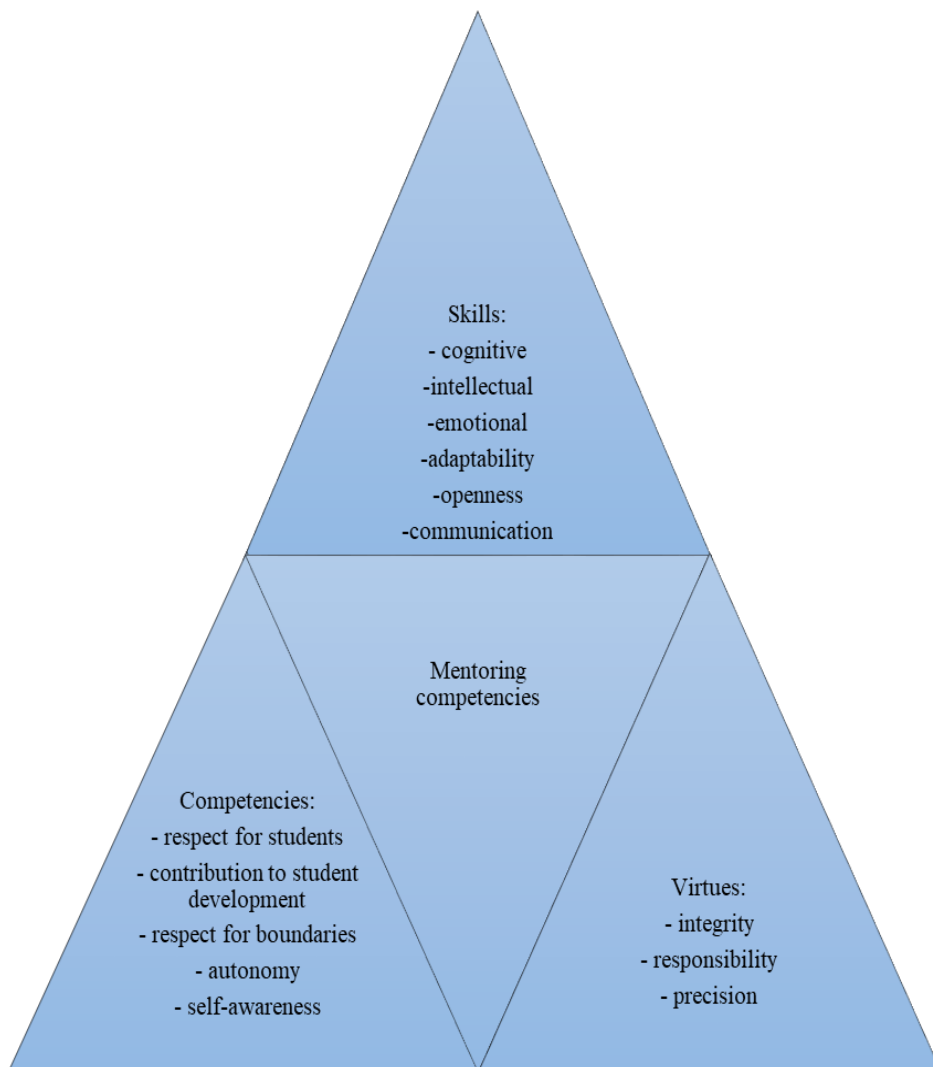 Skills:
- cognitive
-intellectual
-emotional
-adaptability
-openness
-communication
Mentoring
competencies
Competencies:
- respect for students
- contribution to student
development
- respect for boundaries
- autonomy
- self-awareness
Virtues:
- integrity
- responsibility
- precision